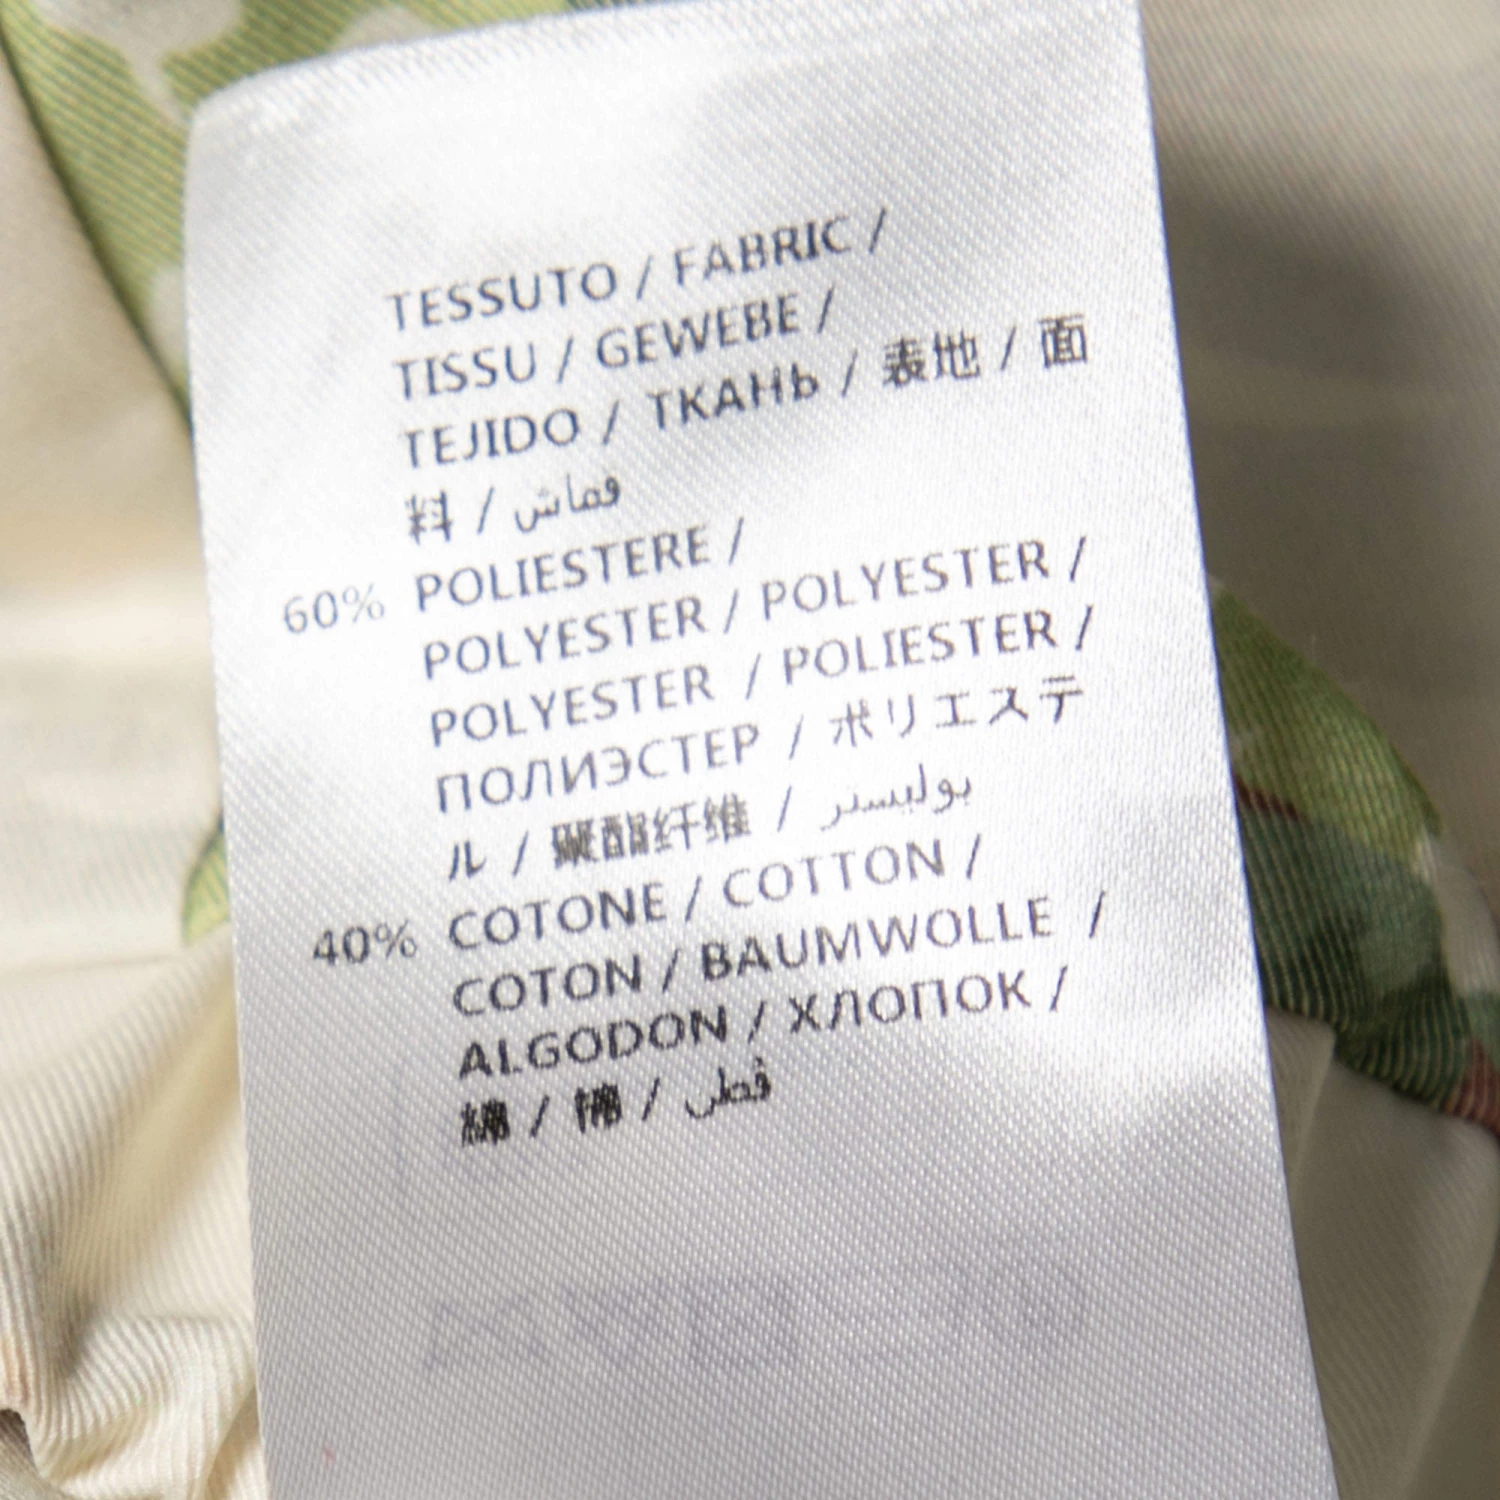 TESSUTO / FABRIC /
TISSU / GEWEBE /
TEJIDO / ТКАНЬ / 表地 / 面
料 / قماش
60% POLIESTERE /
POLYESTER / POLYESTER /
POLYESTER / POLIESTER /
ПОЛИЭСТЕР / ポリエステ
ル / 聚酯纤维 / بوليستر
40% COTONE / COTTON /
COTON / BAUMWOLLE /
ALGODON / ХЛОПОК /
綿 / 棉 / قطن